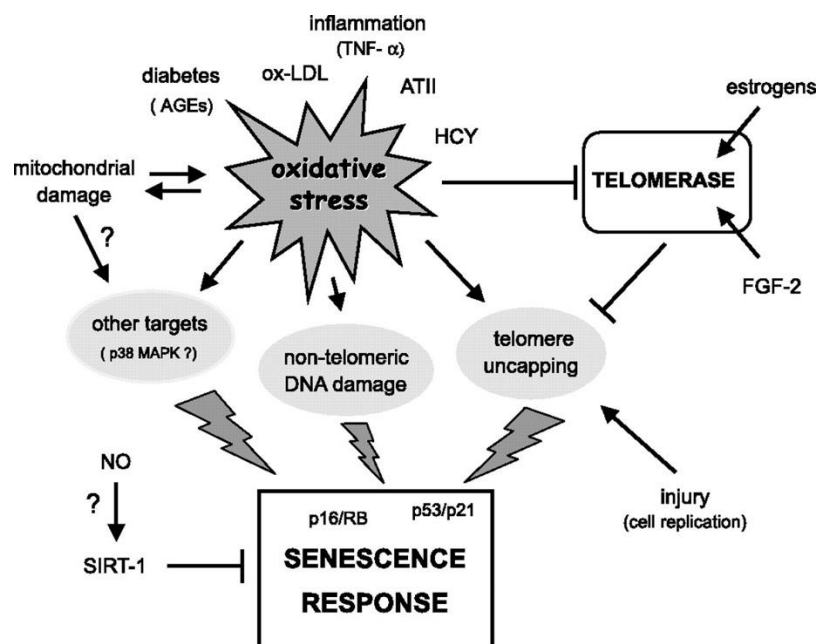 inflammation
(TNF- α)
ox-LDL
diabetes
( AGEs)
ATII
HCY
estrogens
mitochondrial
damage
oxidative
stress
TELOMERASE
?
FGF-2
other targets
( p38 MAPK ?)
non-telomeric
DNA damage
telomere
uncapping
NO
?
SIRT-1
injury
(cell replication)
p16/RB
p53/p21
SENESCENCE
RESPONSE